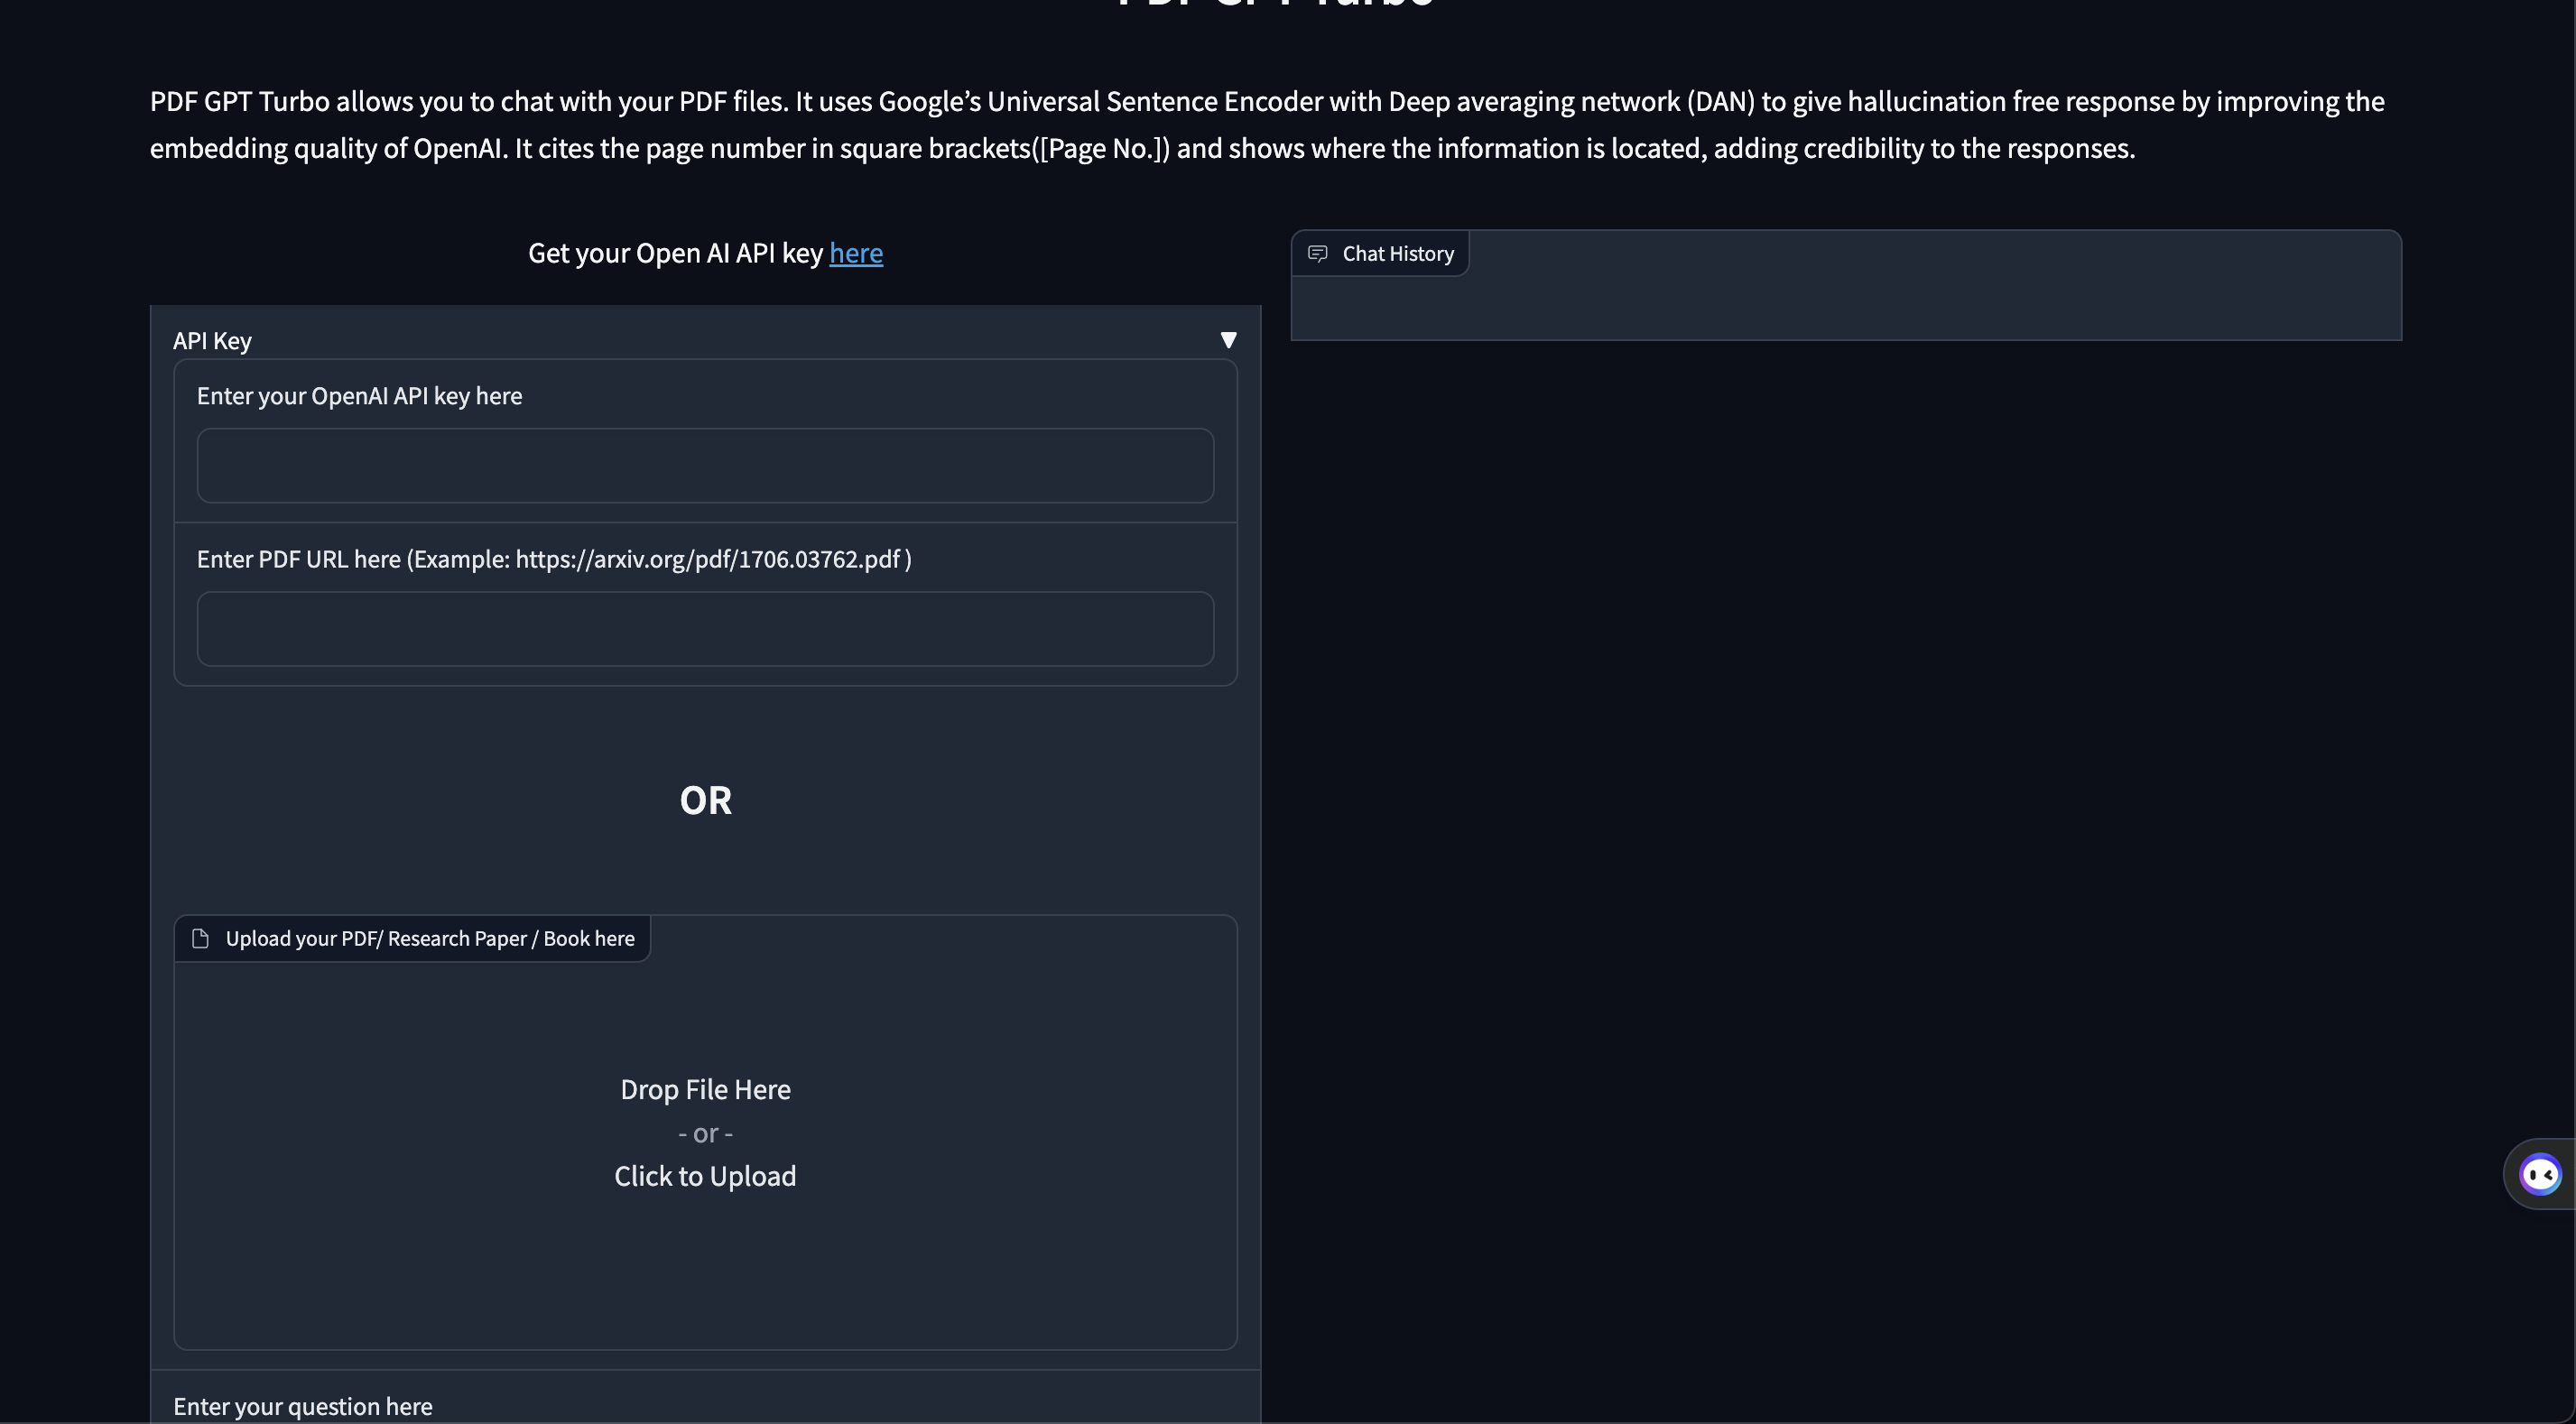 PDF GPT Turbo
PDF GPT Turbo allows you to chat with your PDF files. It uses Google’s Universal Sentence Encoder with Deep averaging network (DAN) to give hallucination free response by improving the
embedding quality of OpenAI. It cites the page number in square brackets([Page No.]) and shows where the information is located, adding credibility to the responses.
Get your Open AI API key here
Chat History
API Key
Enter your OpenAI API key here
Enter PDF URL here (Example: https://arxiv.org/pdf/1706.03762.pdf )
OR
Upload your PDF/ Research Paper / Book here
Drop File Here
- or -
Click to Upload
Enter your question here